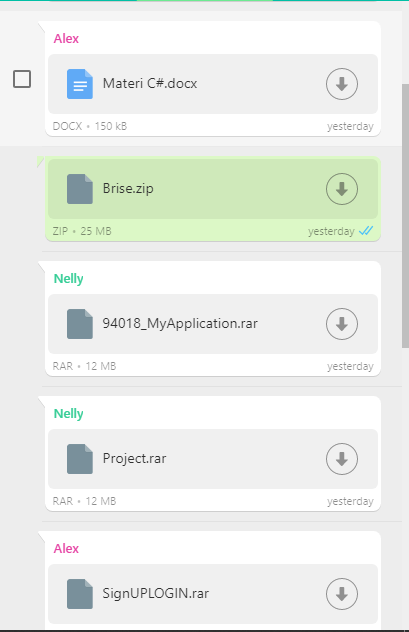 Alex
Materi C#.docx
DOCX • 150 kB yesterday
Brise.zip
ZIP • 25 MB yesterday
Nelly
94018_MyApplication.rar
RAR • 12 MB yesterday
Nelly
Project.rar
RAR • 12 MB yesterday
Alex
SignUPLOGIN.rar